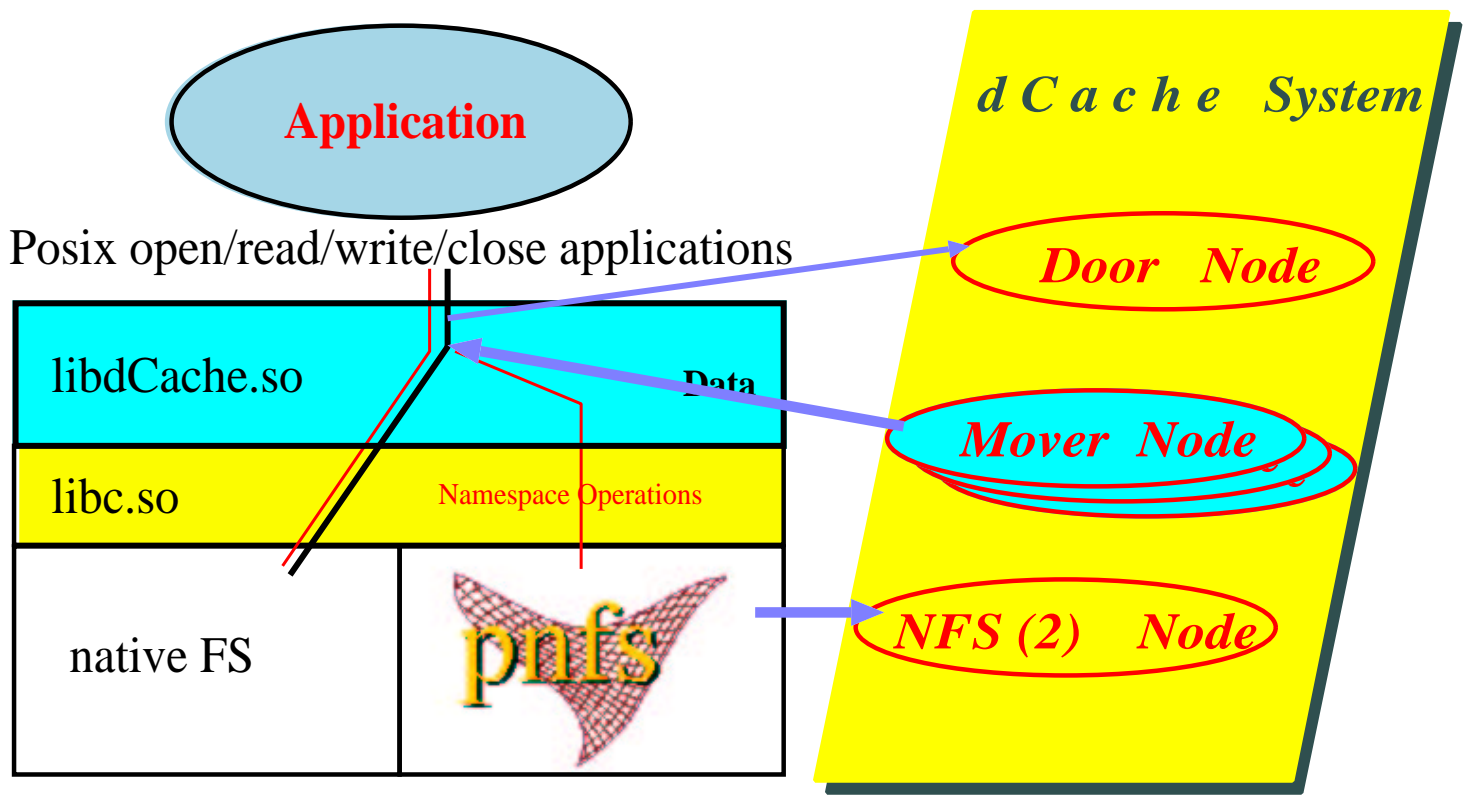 Application
Posix open/read/write/close applications
libdCache.so
Data
libc.so
Namespace Operations
native FS
pnfs
d C a c h e System
Door Node
Mover Node
NFS (2) Node